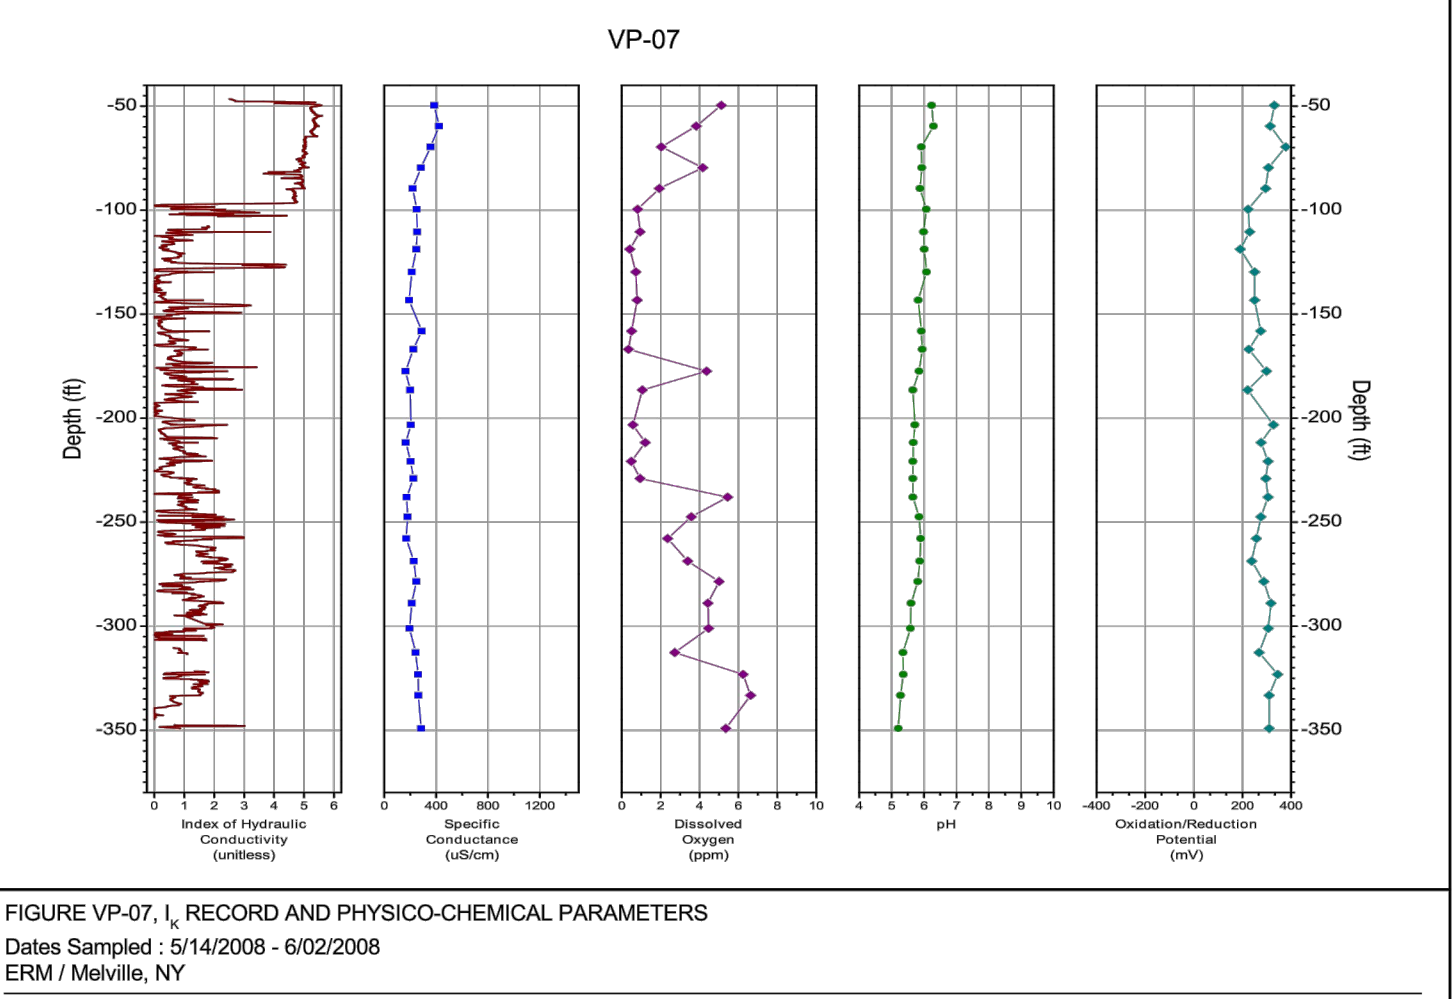 VP-07
-50
-100
-150
-200
-250
-300
-350
Depth (ft)
0 1 2 3 4 5 6
Index of Hydraulic
Conductivity
(unitless)
0 400 800 1200
Specific
Conductance
(uS/cm)
0 2 4 6 8 10
Dissolved
Oxygen
(ppm)
4 5 6 7 8 9 10
pH
-400 -200 0 200 400
Oxidation/Reduction
Potential
(mV)
-50
-100
-150
-200
-250
-300
-350
Depth (ft)
FIGURE VP-07, IK RECORD AND PHYSICO-CHEMICAL PARAMETERS
Dates Sampled : 5/14/2008 - 6/02/2008
ERM / Melville, NY